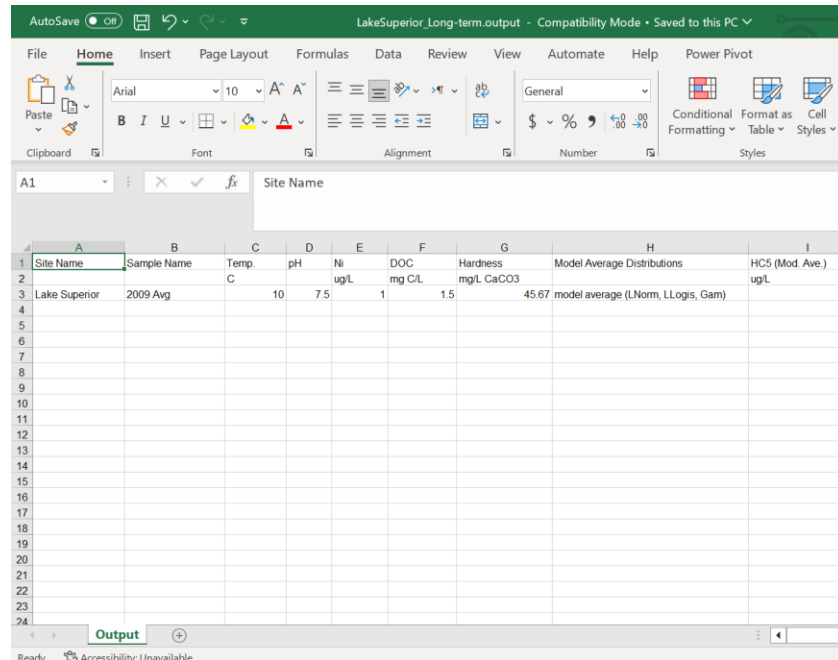 AutoSave Off LakeSuperior_Long-term.output - Compatibility Mode • Saved to this PC
File Home Insert Page Layout Formulas Data Review View Automate Help Power Pivot
Paste
Arial 10 A^ A˅ ab General
B I U A $ % 9 .00 .00
Conditional Formatting
Format as Table
Cell Styles
Clipboard Font Alignment Number Styles
A1 fx Site Name
A B C D E F G H I
1 Site Name Sample Name Temp. pH Ni DOC Hardness Model Average Distributions HC5 (Mod. Ave.)
2 C ug/L mg C/L mg/L CaCO3 ug/L
3 Lake Superior 2009 Avg 10 7.5 1 1.5 45.67 model average (LNorm, LLogis, Gam)
4
5
6
7
8
9
10
11
12
13
14
15
16
17
18
19
20
21
22
23
24
Output
Ready Accessibility: Unavailable